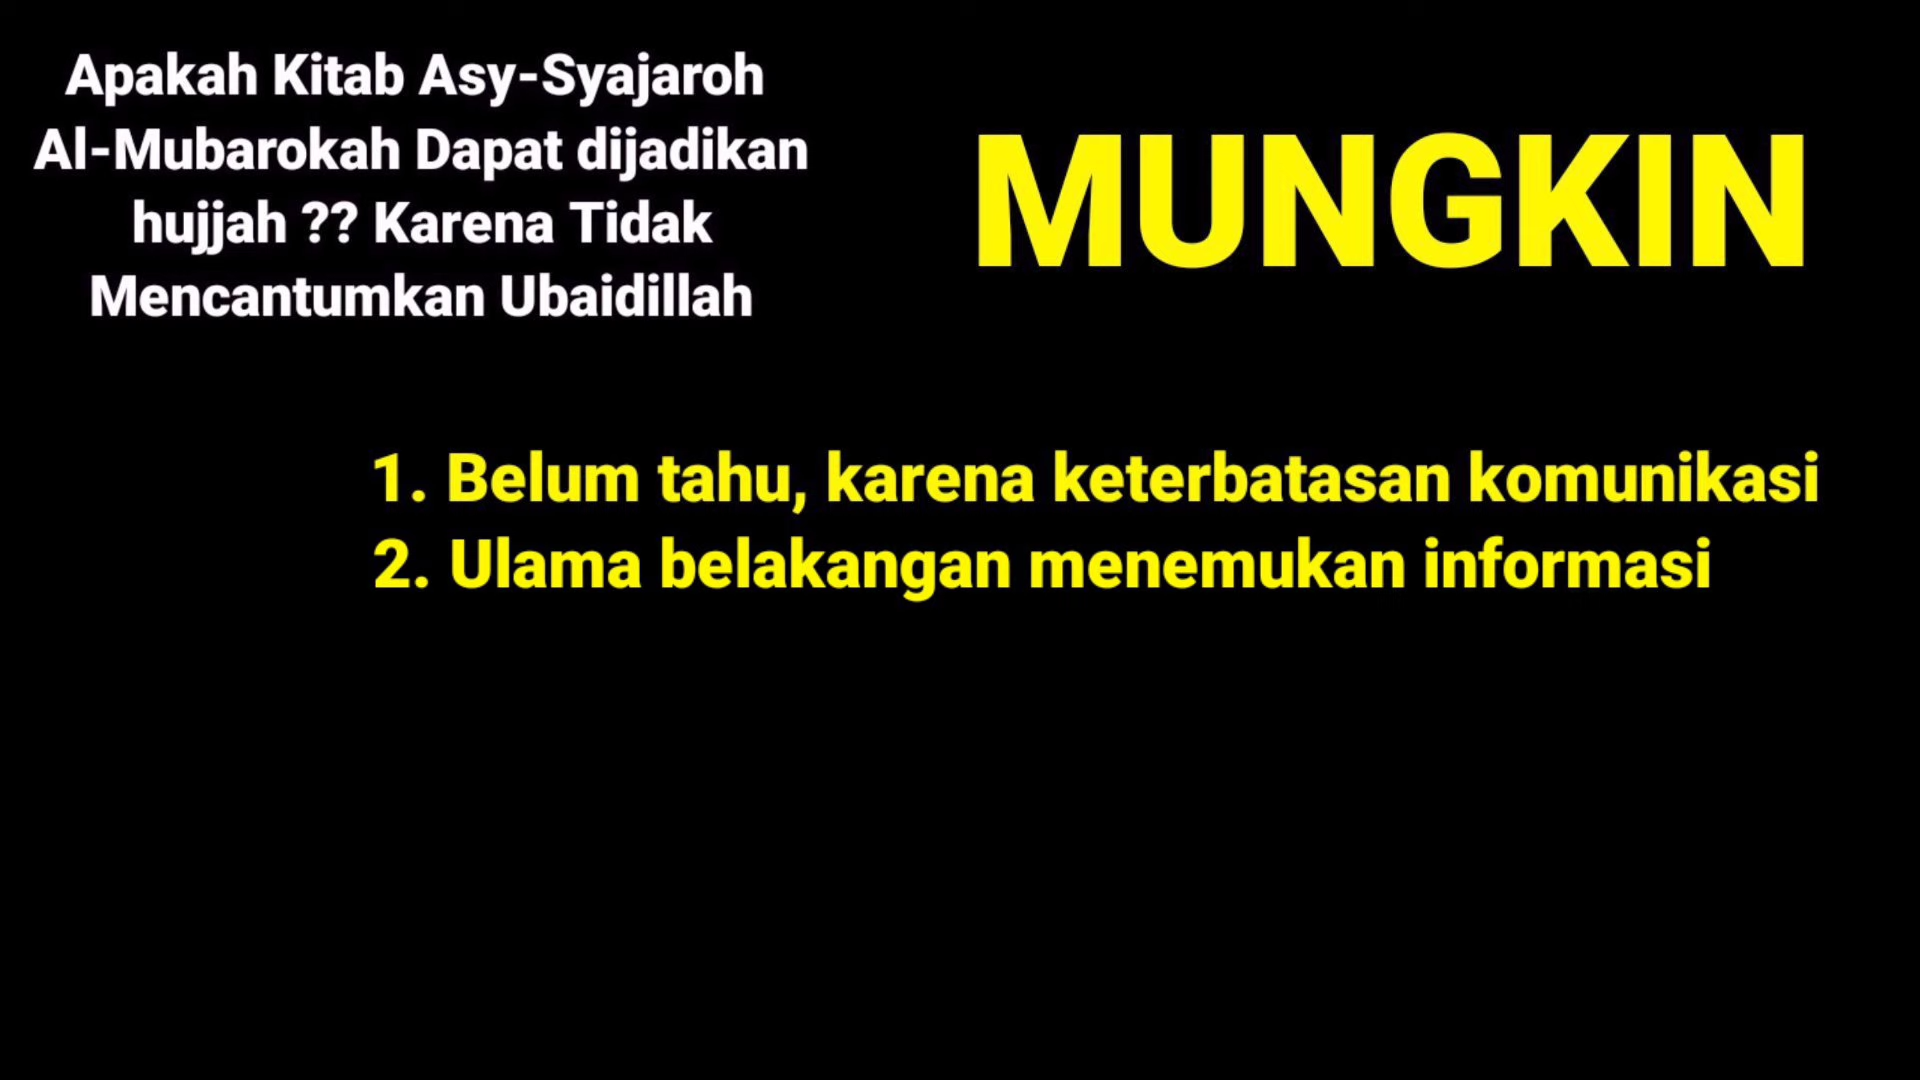 Apakah Kitab Asy-Syajaroh
Al-Mubarokah Dapat dijadikan
hujjah ?? Karena Tidak
Mencantumkan Ubaidillah
MUNGKIN
1. Belum tahu, karena keterbatasan komunikasi
2. Ulama belakangan menemukan informasi